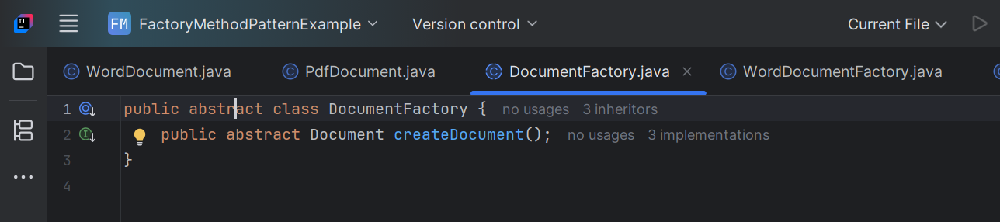 IJ FM FactoryMethodPatternExample Version control Current File
WordDocument.java PdfDocument.java DocumentFactory.java WordDocumentFactory.java
1 public abstract class DocumentFactory { no usages 3 inheritors
2 public abstract Document createDocument(); no usages 3 implementations
3 }
4